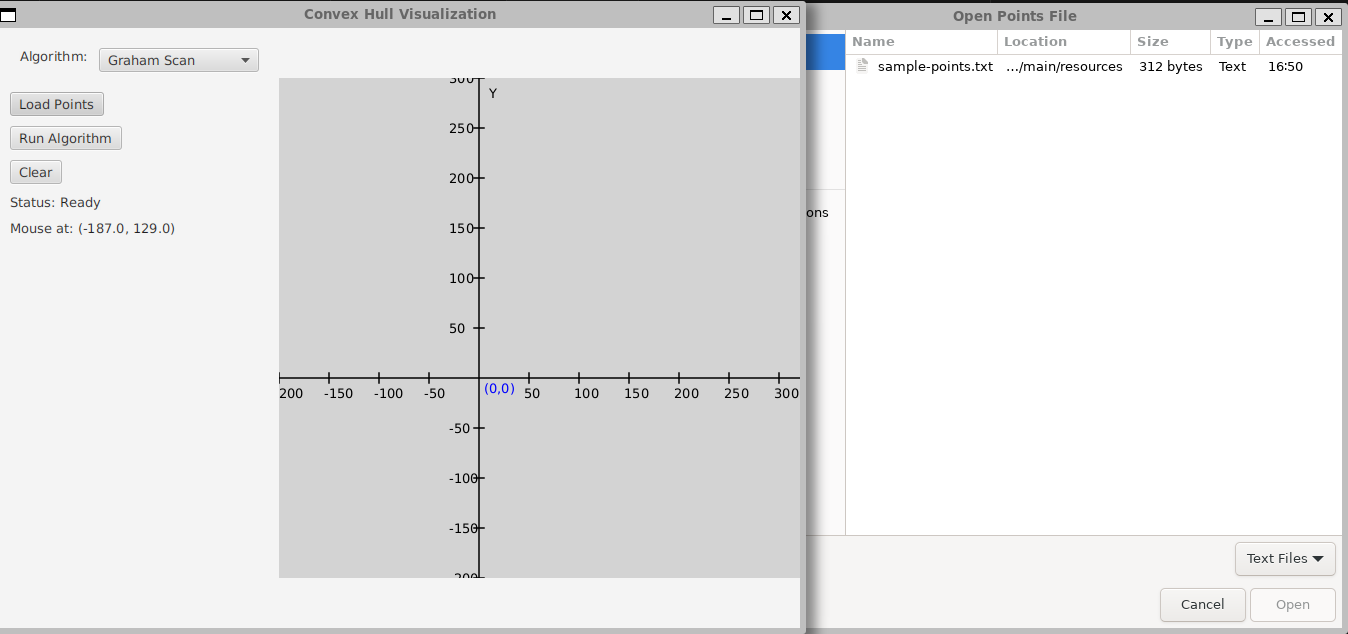 Convex Hull Visualization
Algorithm: Graham Scan
Load Points
Run Algorithm
Clear
Status: Ready
Mouse at: (-187.0, 129.0)
300
Y
250
200
150
100
50
200 -150 -100 -50 (0,0) 50 100 150 200 250 300
-50
-100
-150
-200
Open Points File
Name Location Size Type Accessed
sample-points.txt .../main/resources 312 bytes Text 16:50
ons
Text Files
Cancel Open